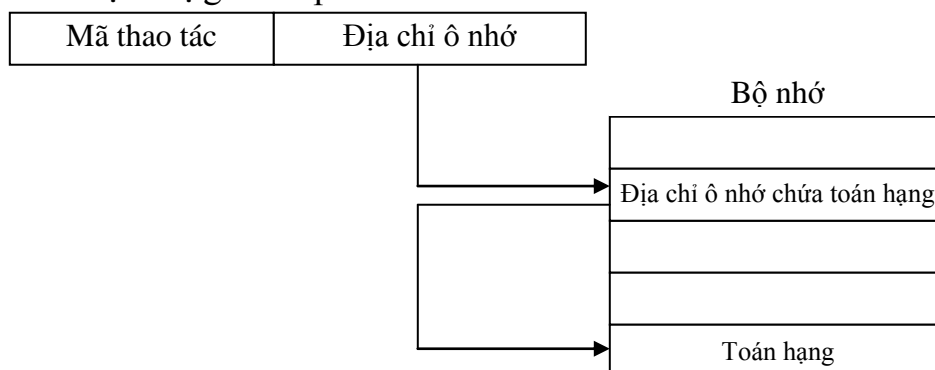 Mã thao tác
Địa chỉ ô nhớ
Bộ nhớ
Địa chỉ ô nhớ chứa toán hạng
Toán hạng